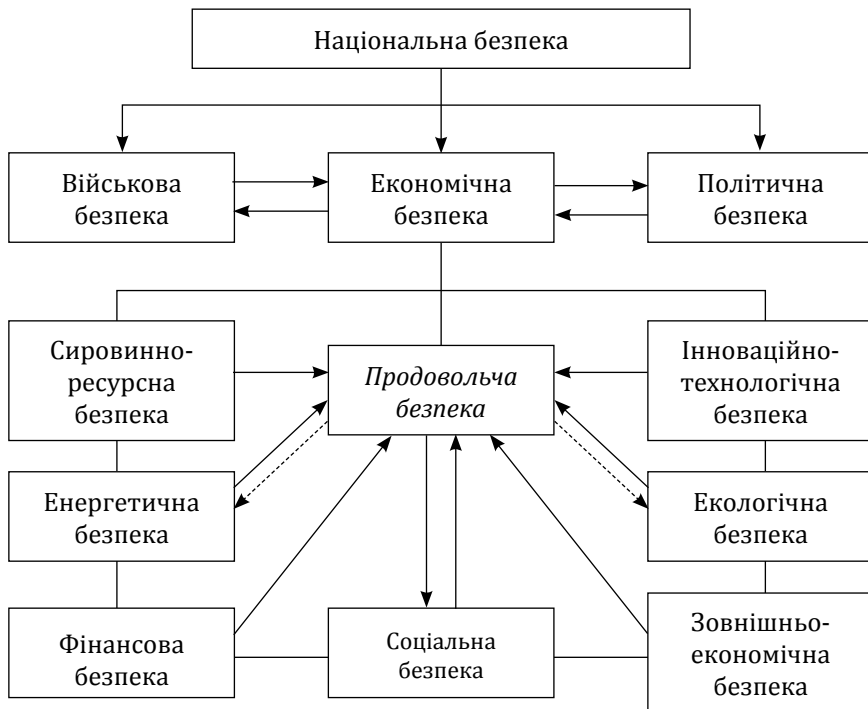 Національна безпека
Військова
безпека
Економічна
безпека
Політична
безпека
Сировинно-
ресурсна
безпека
Продовольча
безпека
Інноваційно-
технологічна
безпека
Енергетична
безпека
Екологічна
безпека
Фінансова
безпека
Соціальна
безпека
Зовнішньо-
економічна
безпека